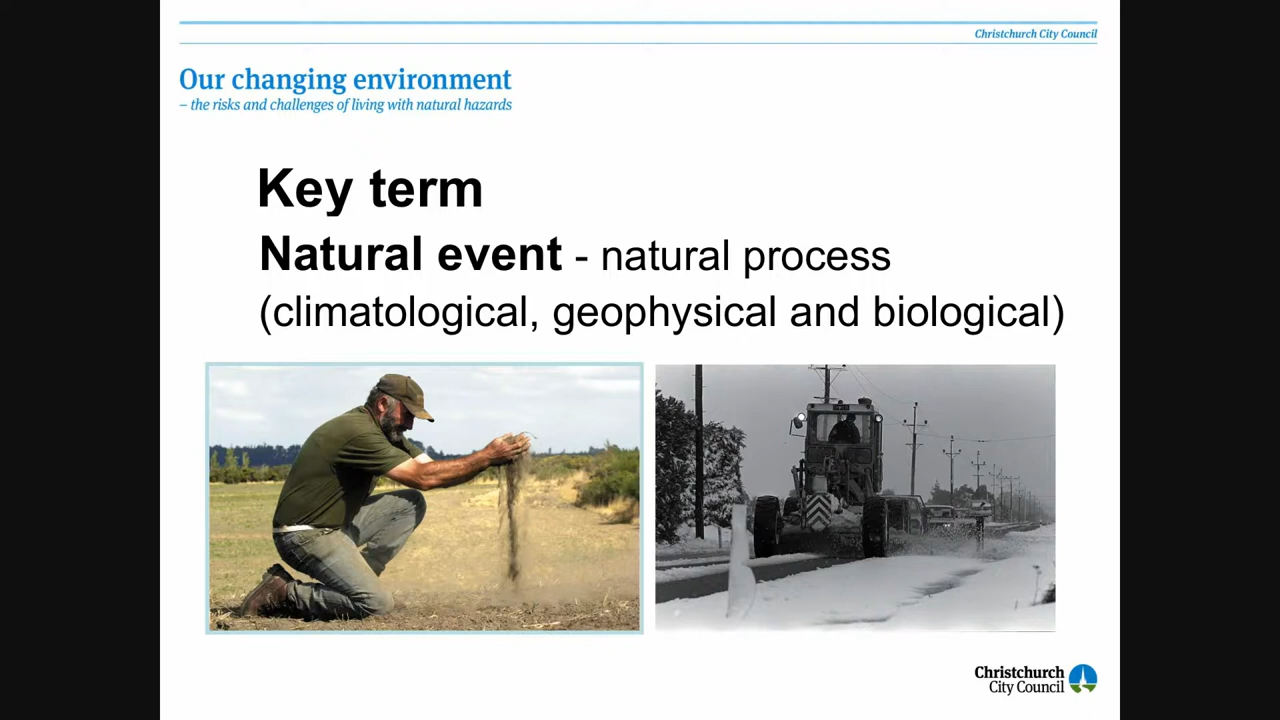 Christchurch City Council
Our changing environment
– the risks and challenges of living with natural hazards
Key term
Natural event - natural process
(climatological, geophysical and biological)
Christchurch
City Council